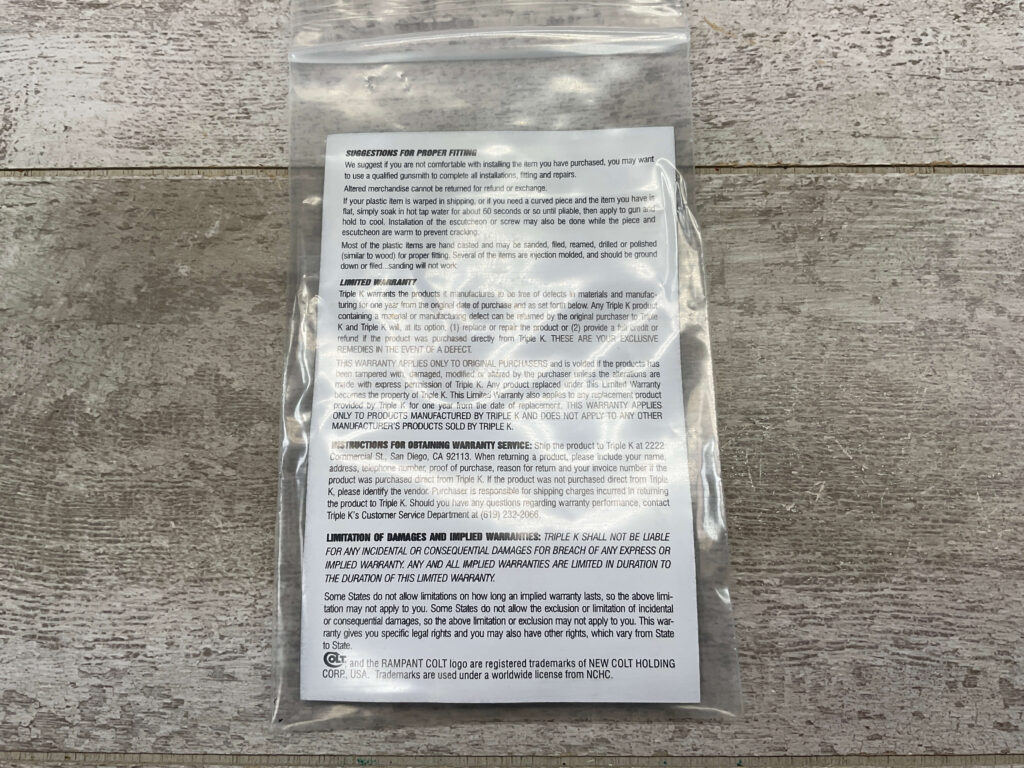 SUGGESTIONS FOR PROPER FITTING
We suggest if you are not comfortable with installing the item you have purchased, you may want
to use a qualified gunsmith to complete all installations, fitting and repairs.
Altered merchandise cannot be returned for refund or exchange.
If your plastic item is warped in shipping, or if you need a curved piece and the item you have is
flat, simply soak in hot tap water for about 60 seconds or so until pliable, then apply to gun and
hold to cool. Installation of the escutcheon or screw may also be done while the piece and
escutcheon are warm to prevent cracking.
Most of the plastic items are hand casted and may be sanded, filed, reamed, drilled or polished
(similar to wood) for proper fitting. Several of the items are injection molded, and should be ground
down or filed...sanding will not work.
LIMITED WARRANTY
Triple K warrants the products it manufactures to be free of defects in materials and manufac-
turing for one year from the original date of purchase and as set forth below. Any Triple K product
containing a material or manufacturing defect can be returned by the original purchaser to Triple
K and Triple K will, at its option, (1) replace or repair the product or (2) provide a full credit or
refund if the product was purchased directly from Triple K. THESE ARE YOUR EXCLUSIVE
REMEDIES IN THE EVENT OF A DEFECT.
THIS WARRANTY APPLIES ONLY TO ORIGINAL PURCHASERS and is voided if the products has
been tampered with, damaged, modified or altered by the purchaser unless the alterations are
made with express permission of Triple K. Any product replaced under this Limited Warranty
becomes the property of Triple K. This Limited Warranty also applies to any replacement product
provided by Triple K for one year from the date of replacement. THIS WARRANTY APPLIES
ONLY TO PRODUCTS MANUFACTURED BY TRIPLE K AND DOES NOT APPLY TO ANY OTHER
MANUFACTURER'S PRODUCTS SOLD BY TRIPLE K.
INSTRUCTIONS FOR OBTAINING WARRANTY SERVICE: Ship the product to Triple K at 2222
Commercial St., San Diego, CA 92113. When returning a product, please include your name,
address, telephone number, proof of purchase, reason for return and your invoice number if the
product was purchased direct from Triple K. If the product was not purchased direct from Triple
K, please identify the vendor. Purchaser is responsible for shipping charges incurred in returning
the product to Triple K. Should you have any questions regarding warranty performance, contact
Triple K's Customer Service Department at (619) 232-2066.
LIMITATION OF DAMAGES AND IMPLIED WARRANTIES: TRIPLE K SHALL NOT BE LIABLE
FOR ANY INCIDENTAL OR CONSEQUENTIAL DAMAGES FOR BREACH OF ANY EXPRESS OR
IMPLIED WARRANTY. ANY AND ALL IMPLIED WARRANTIES ARE LIMITED IN DURATION TO
THE DURATION OF THIS LIMITED WARRANTY.
Some States do not allow limitations on how long an implied warranty lasts, so the above limi-
tation may not apply to you. Some States do not allow the exclusion or limitation of incidental
or consequential damages, so the above limitation or exclusion may not apply to you. This war-
ranty gives you specific legal rights and you may also have other rights, which vary from State
to State.
COLT and the RAMPANT COLT logo are registered trademarks of NEW COLT HOLDING
CORP., USA. Trademarks are used under a worldwide license from NCHC.